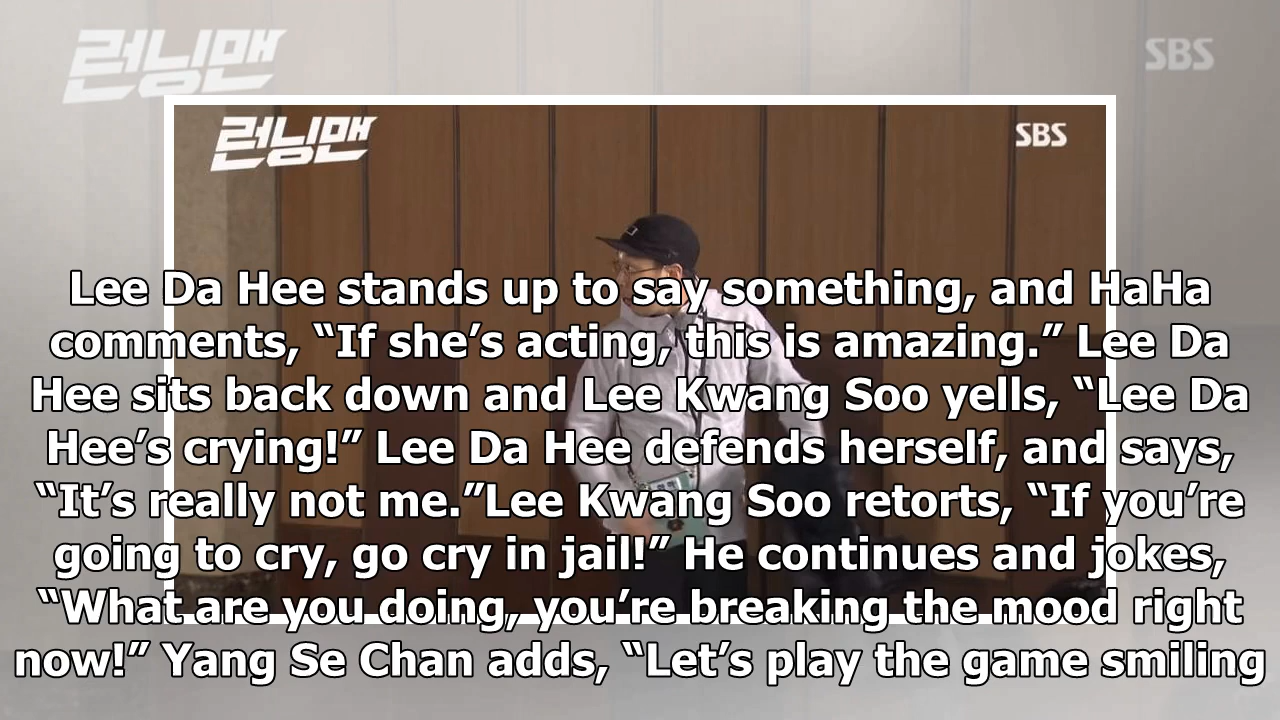 런닝맨
SBS
런닝맨
SBS
Lee Da Hee stands up to say something, and HaHa
comments, “If she’s acting, this is amazing.” Lee Da
Hee sits back down and Lee Kwang Soo yells, “Lee Da
Hee’s crying!” Lee Da Hee defends herself, and says,
“It’s really not me.”Lee Kwang Soo retorts, “If you’re
going to cry, go cry in jail!” He continues and jokes,
“What are you doing, you’re breaking the mood right
now!” Yang Se Chan adds, “Let’s play the game smiling